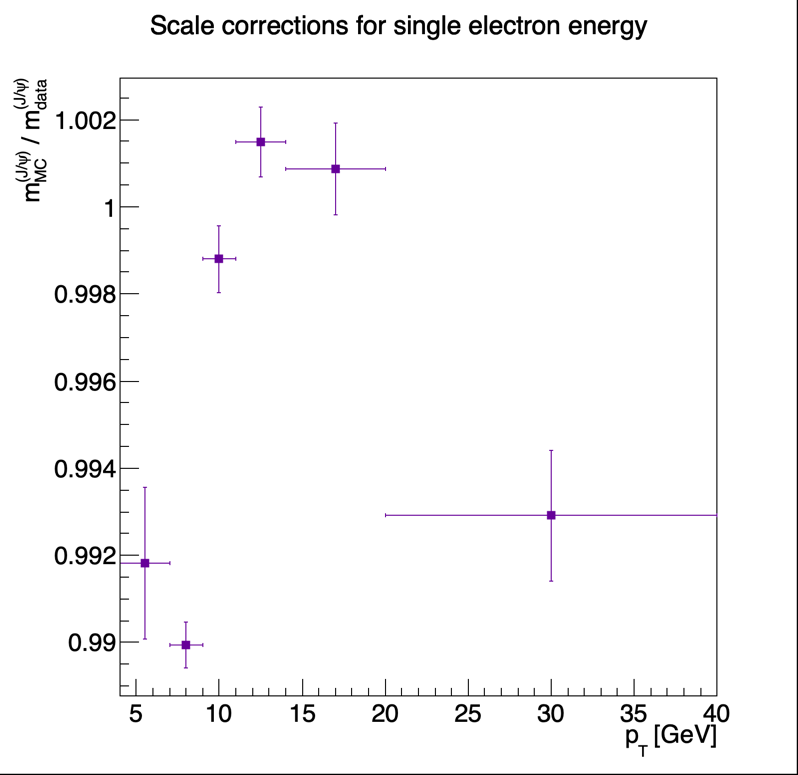 Scale corrections for single electron energy
m_MC^(J/ψ) / m_data^(J/ψ)
1.002
1
0.998
0.996
0.994
0.992
0.99
5 10 15 20 25 30 35 40
p_T [GeV]